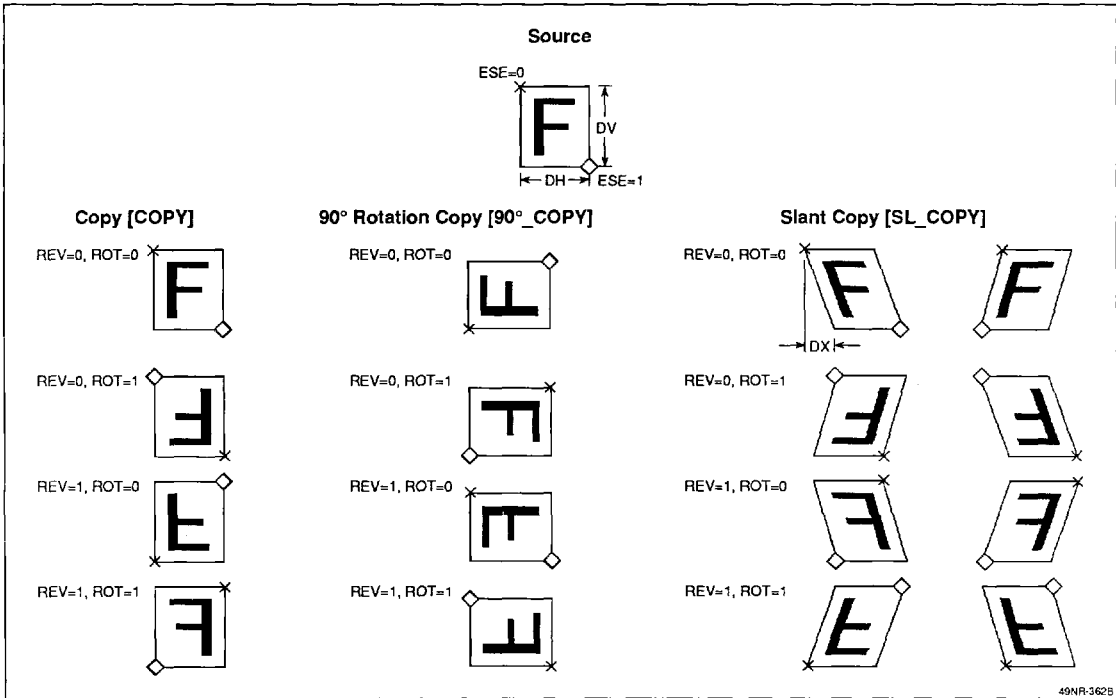 Source
ESE=0
F
DV
DH
ESE=1
Copy [COPY]
90° Rotation Copy [90°_COPY]
Slant Copy [SL_COPY]
REV=0, ROT=0
F
REV=0, ROT=0
F
REV=0, ROT=0
F
F
DX
REV=0, ROT=1
F
REV=0, ROT=1
F
REV=0, ROT=1
F
F
REV=1, ROT=0
F
REV=1, ROT=0
F
REV=1, ROT=0
F
F
REV=1, ROT=1
F
REV=1, ROT=1
F
REV=1, ROT=1
F
F
49NR-362B